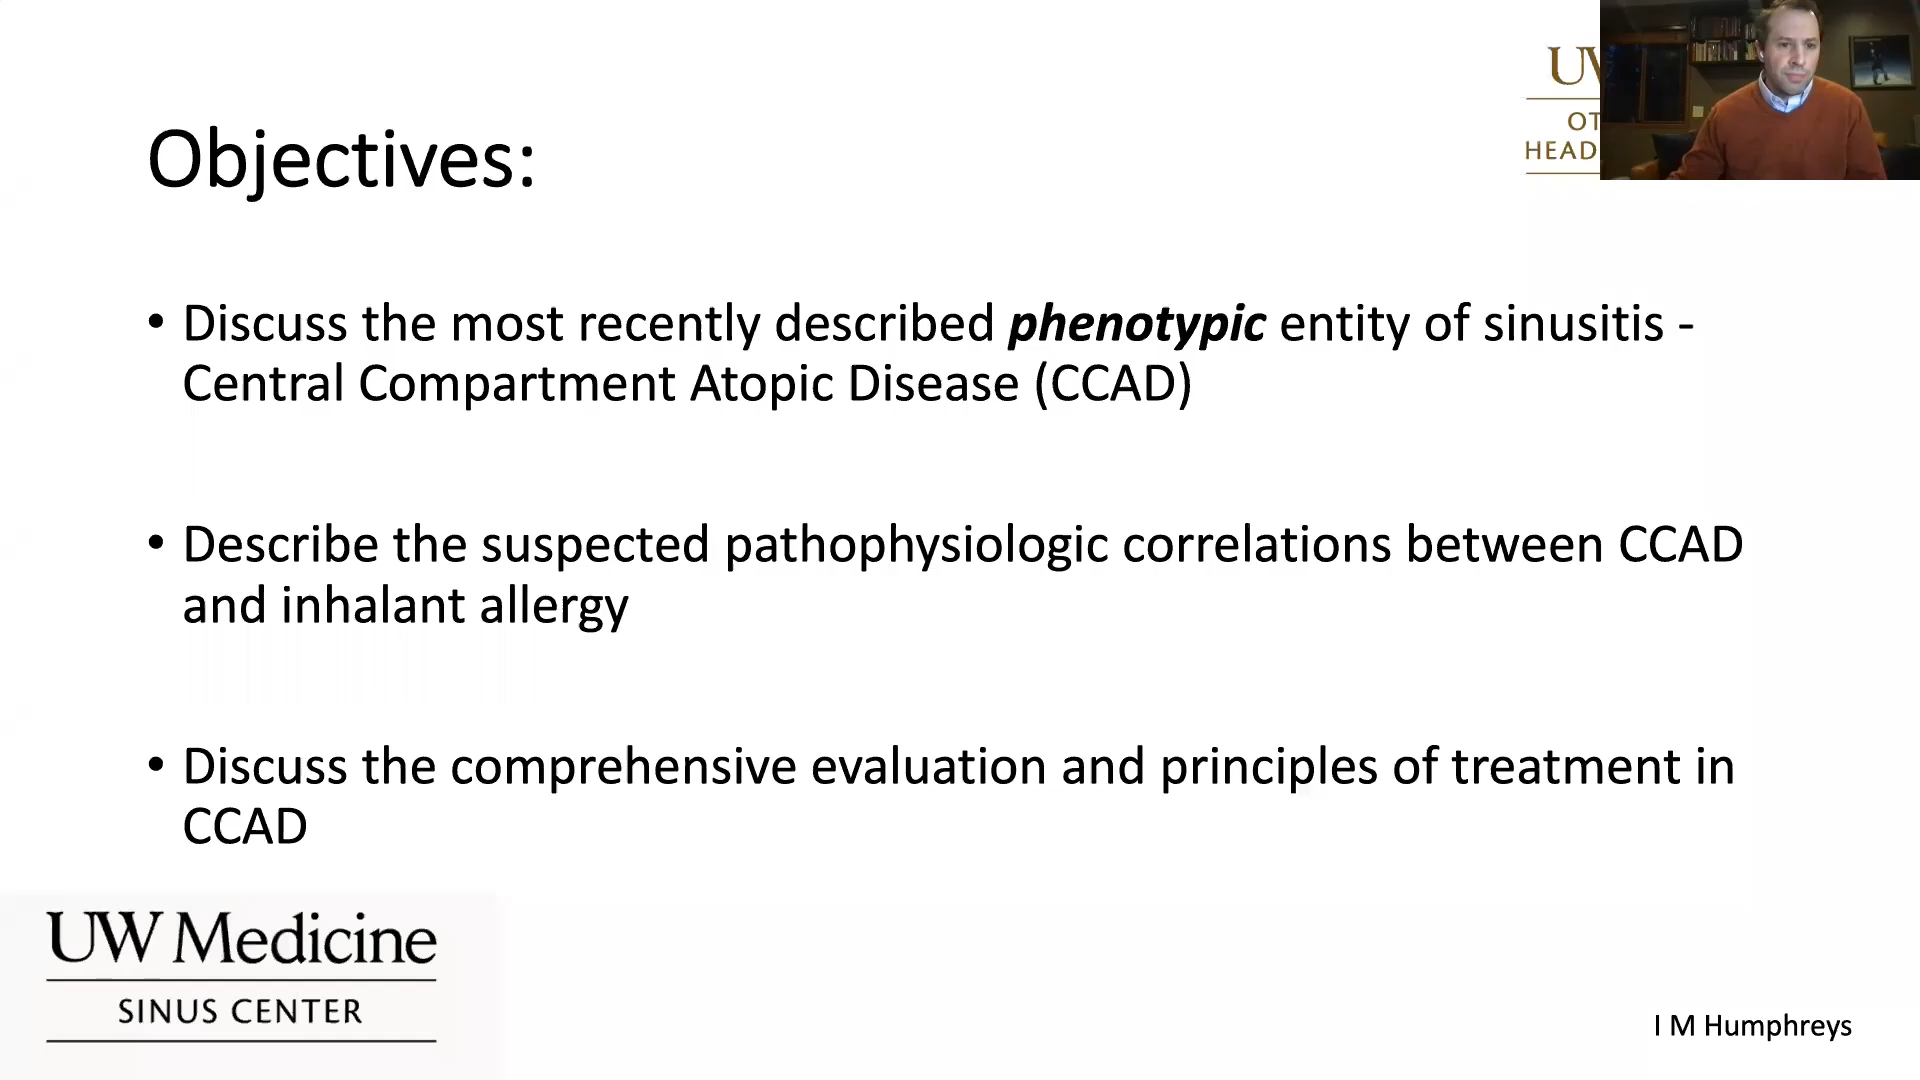 Objectives:
• Discuss the most recently described phenotypic entity of sinusitis -
Central Compartment Atopic Disease (CCAD)
• Describe the suspected pathophysiologic correlations between CCAD
and inhalant allergy
• Discuss the comprehensive evaluation and principles of treatment in
CCAD
UW Medicine
SINUS CENTER
I M Humphreys